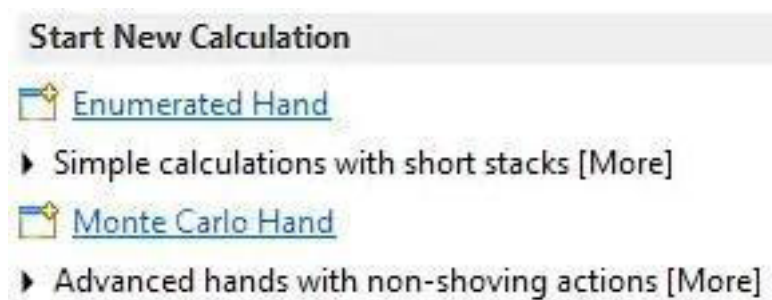 Start New Calculation
Enumerated Hand
Simple calculations with short stacks [More]
Monte Carlo Hand
Advanced hands with non-shoving actions [More]